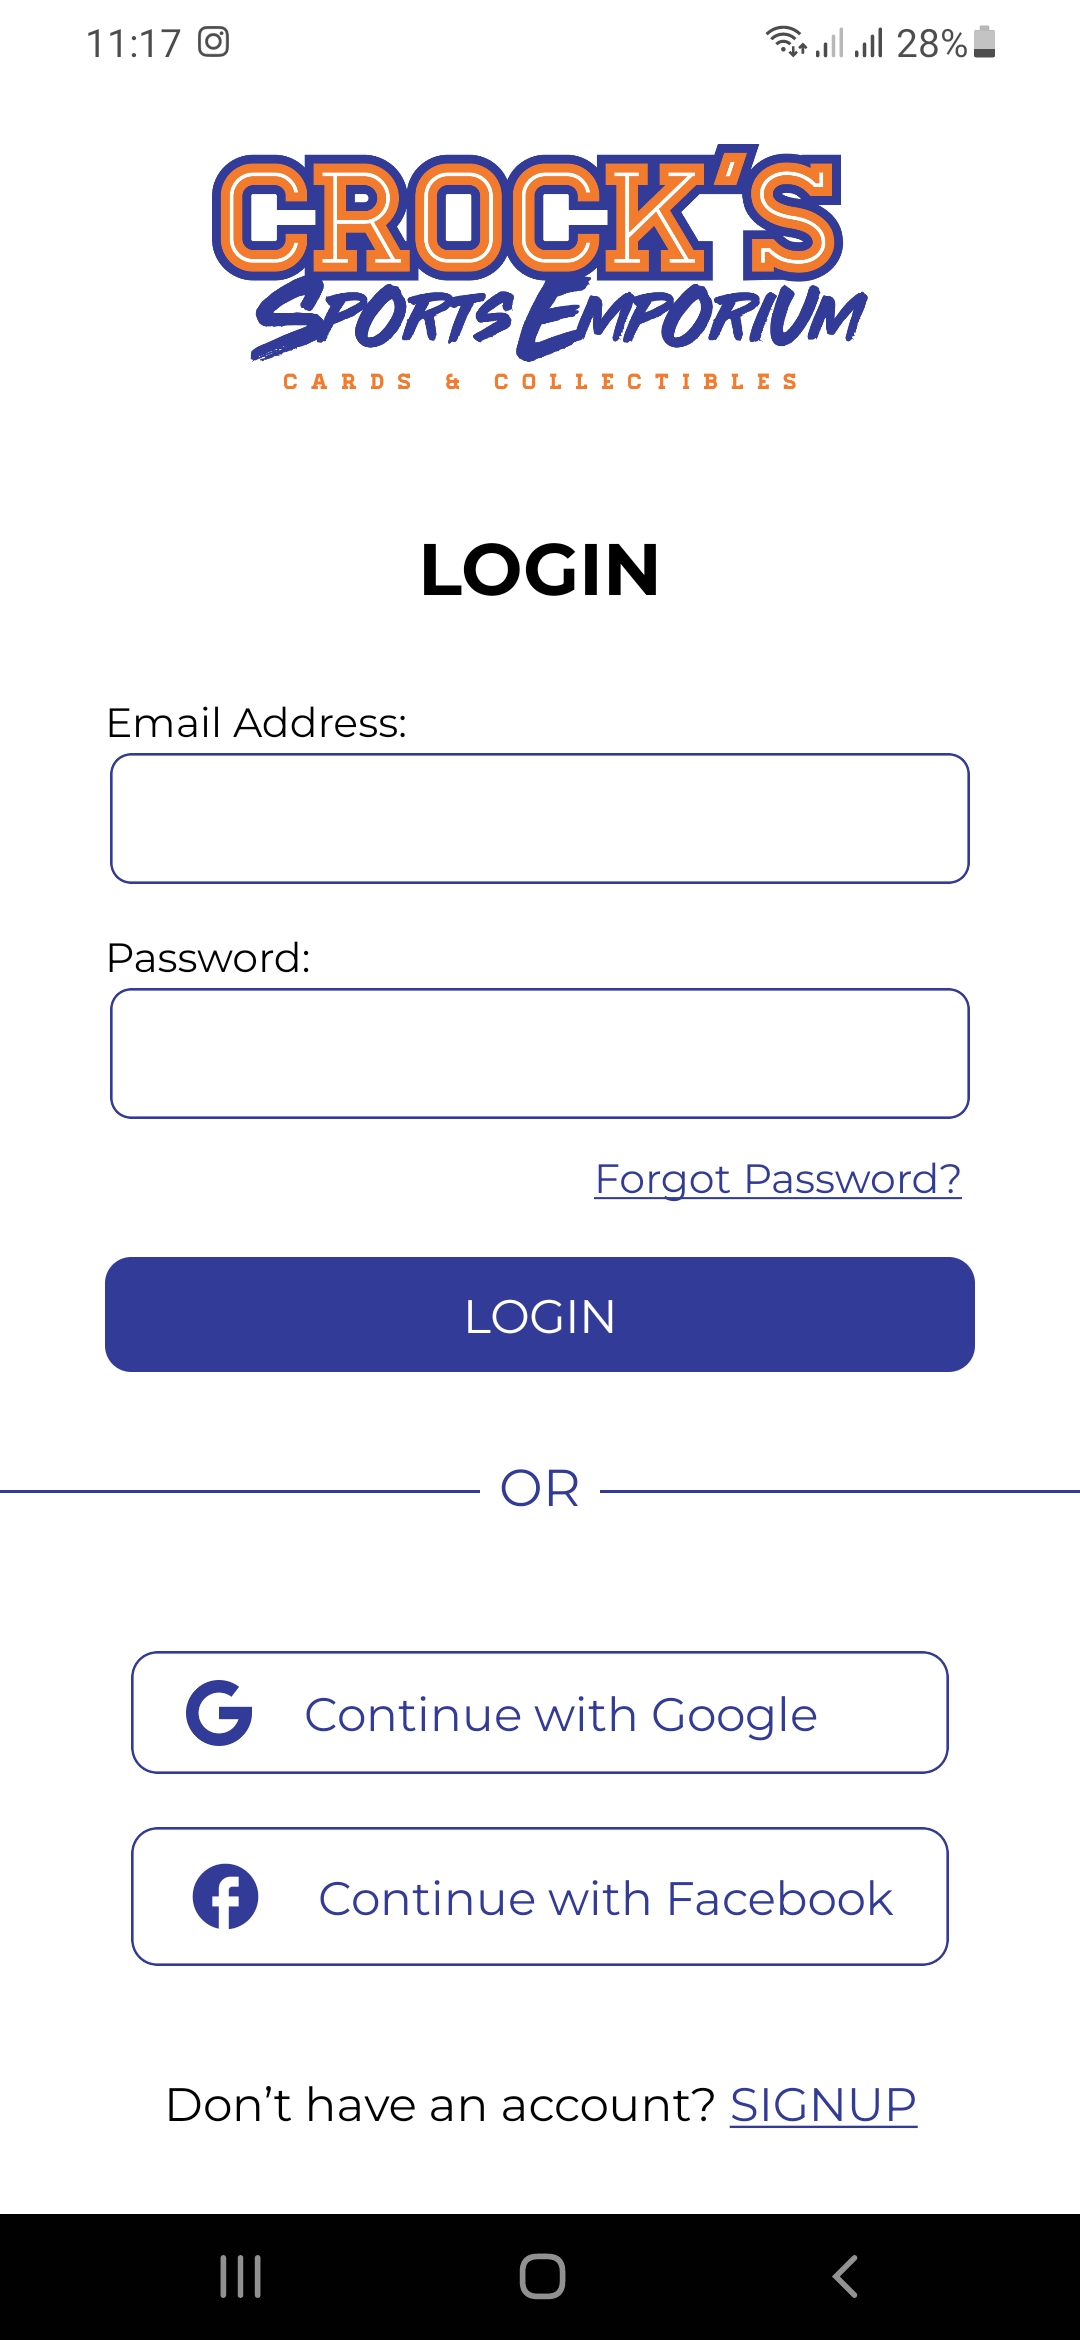 11:17 28%
CROCK'S
SPORTS EMPORIUM
CARDS & COLLECTIBLES
LOGIN
Email Address:
Password:
Forgot Password?
LOGIN
OR
Continue with Google
Continue with Facebook
Don’t have an account? SIGNUP